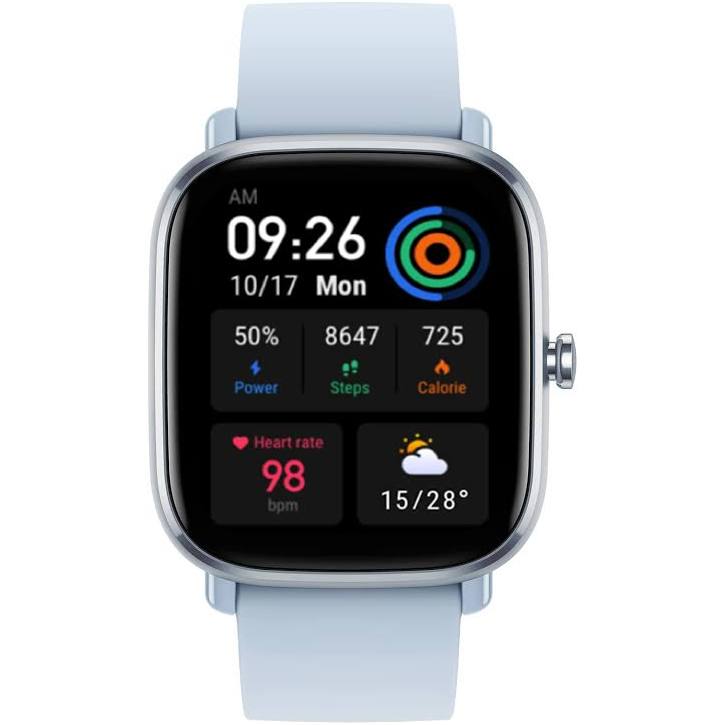 AM
09:26
10/17 Mon
50% 8647 725
Power Steps Calorie
Heart rate
98
bpm
15/28°